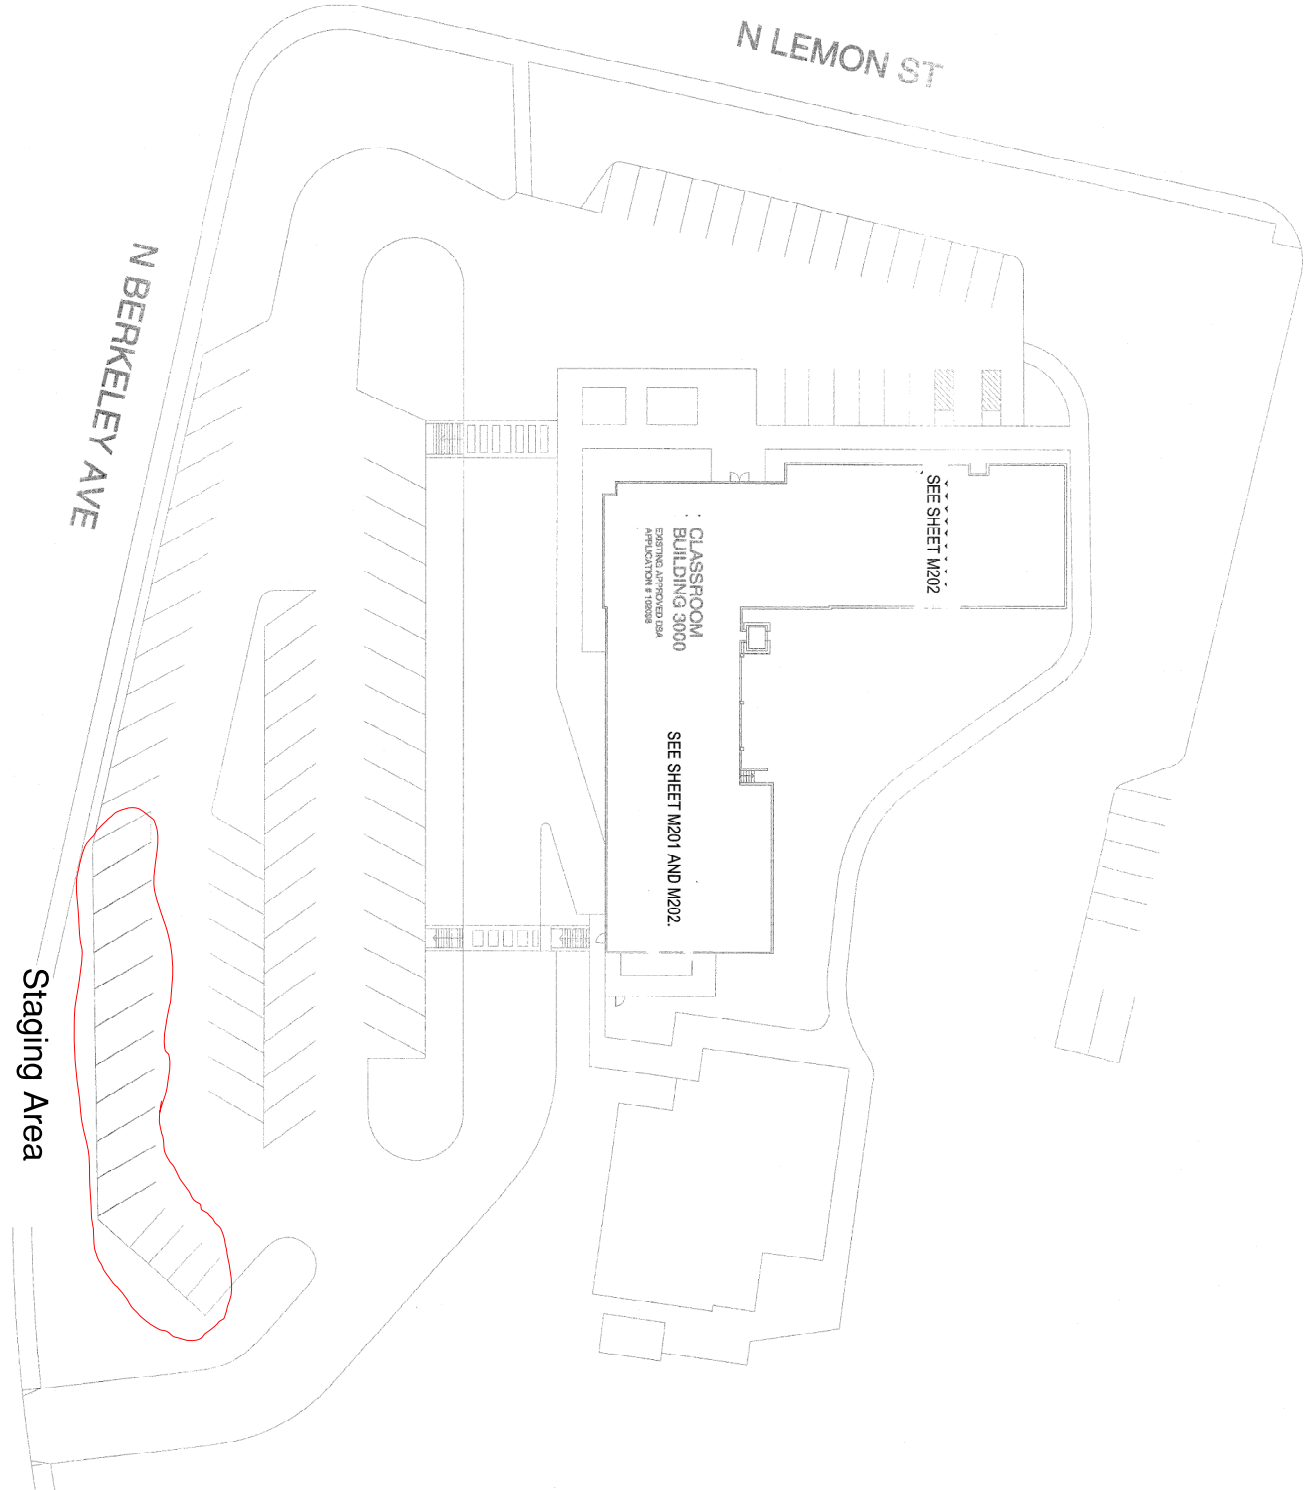 N LEMON ST
N BERKELEY AVE
SEE SHEET M202
CLASSROOM
BUILDING 3000
EXISTING APPROVED DSA
APPLICATION #
SEE SHEET M201 AND M202.
Staging Area